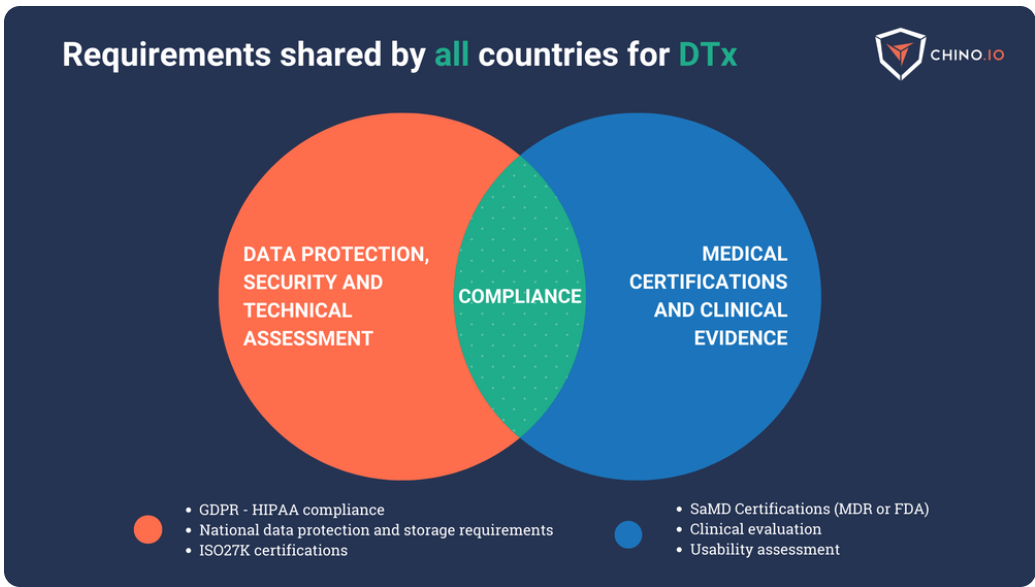 Requirements shared by all countries for DTx
CHINO.IO
DATA PROTECTION,
SECURITY AND
TECHNICAL
ASSESSMENT
COMPLIANCE
MEDICAL
CERTIFICATIONS
AND CLINICAL
EVIDENCE
• GDPR - HIPAA compliance
• National data protection and storage requirements
• ISO27K certifications
• SaMD Certifications (MDR or FDA)
• Clinical evaluation
• Usability assessment